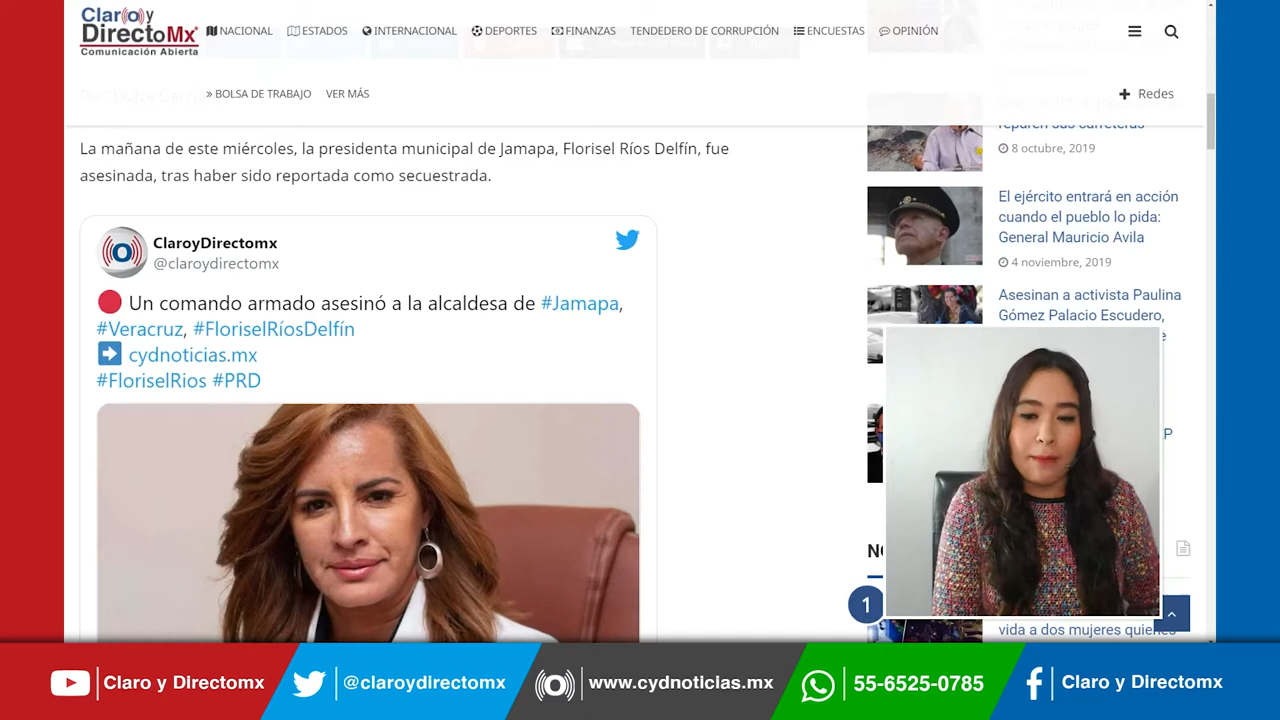 Claro y
DirectoMx
Comunicación Abierta
NACIONAL
ESTADOS
INTERNACIONAL
DEPORTES
FINANZAS
TENDEDERO DE CORRUPCIÓN
ENCUESTAS
OPINIÓN
» BOLSA DE TRABAJO
VER MÁS
+ Redes
La mañana de este miércoles, la presidenta municipal de Jamapa, Florisel Ríos Delfín, fue
asesinada, tras haber sido reportada como secuestrada.
ClaroyDirectomx
@claroydirectomx
Un comando armado asesinó a la alcaldesa de #Jamapa,
#Veracruz, #FloriselRíosDelfín
cydnoticias.mx
#FloriselRios #PRD
reparen sus carreteras
8 octubre, 2019
El ejército entrará en acción
cuando el pueblo lo pida:
General Mauricio Avila
4 noviembre, 2019
Asesinan a activista Paulina
Gómez Palacio Escudero,
1
vida a dos mujeres quienes
Claro y Directomx
@claroydirectomx
www.cydnoticias.mx
55-6525-0785
Claro y Directomx